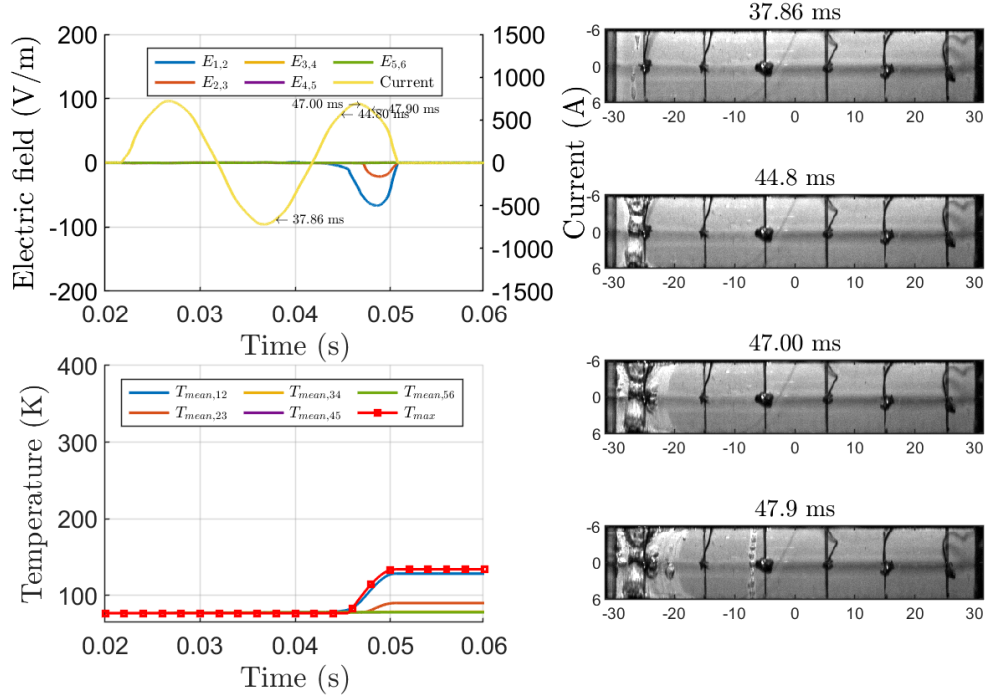 Electric field (V/m)
200
100
0
-100
-200
E1,2
E3,4
E5,6
E2,3
E4,5
Current
47.00 ms →
← 47.90 ms
← 44.80 ms
← 37.86 ms
1500
1000
500
0
-500
-1000
-1500
Current (A)
0.02
0.03
0.04
0.05
0.06
Time (s)
Temperature (K)
400
300
200
100
Tmean,12
Tmean,34
Tmean,56
Tmean,23
Tmean,45
Tmax
0.02
0.03
0.04
0.05
0.06
Time (s)
37.86 ms
-6
0
6
-30
-20
-10
0
10
20
30
44.8 ms
-6
0
6
-30
-20
-10
0
10
20
30
47.00 ms
-6
0
6
-30
-20
-10
0
10
20
30
47.9 ms
-6
0
6
-30
-20
-10
0
10
20
30